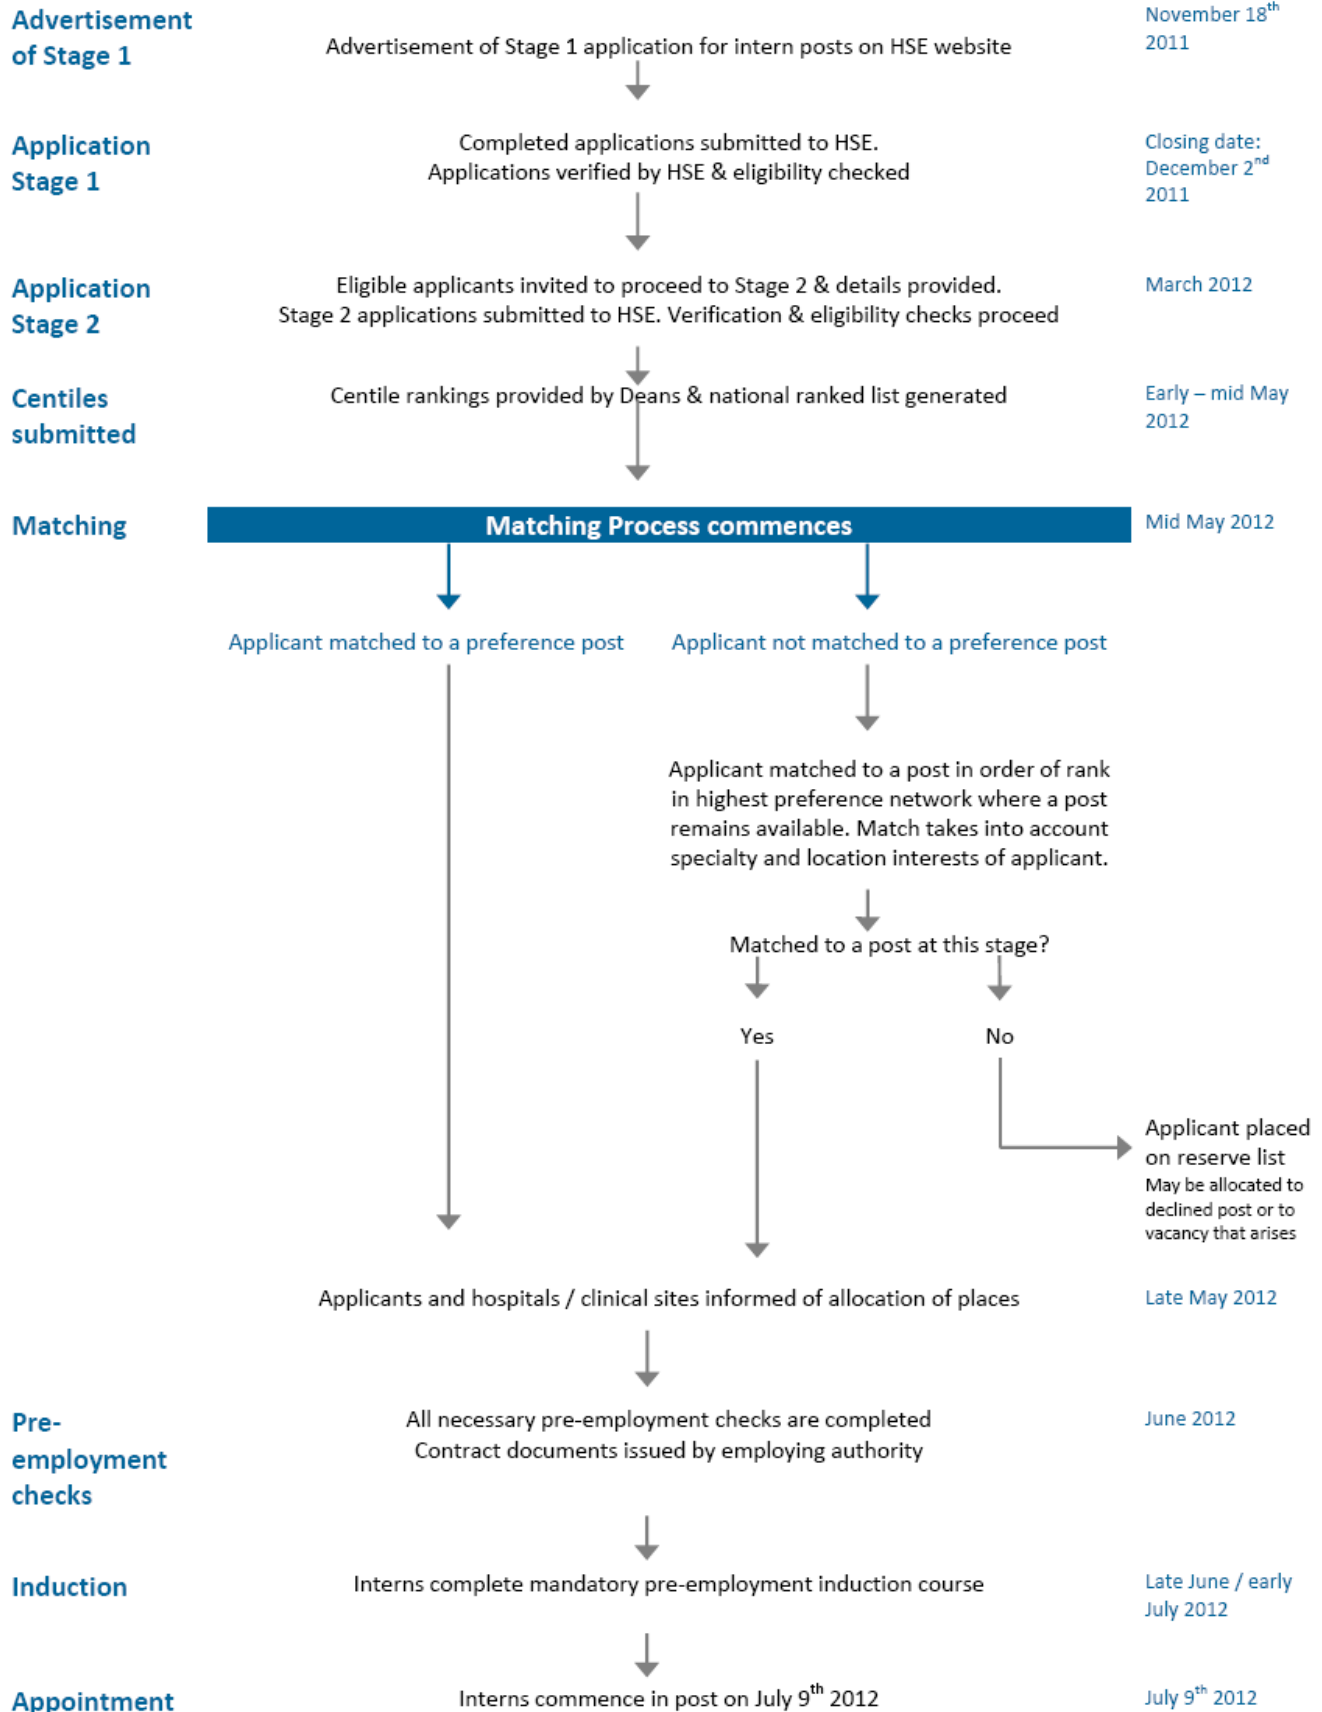 Advertisement
of Stage 1
Advertisement of Stage 1 application for intern posts on HSE website
November 18th
2011
Application
Stage 1
Completed applications submitted to HSE.
Applications verified by HSE & eligibility checked
Closing date:
December 2nd
2011
Application
Stage 2
Eligible applicants invited to proceed to Stage 2 & details provided.
Stage 2 applications submitted to HSE. Verification & eligibility checks proceed
March 2012
Centiles
submitted
Centile rankings provided by Deans & national ranked list generated
Early – mid May
2012
Matching
Matching Process commences
Mid May 2012
Applicant matched to a preference post
Applicant not matched to a preference post
Applicant matched to a post in order of rank
in highest preference network where a post
remains available. Match takes into account
specialty and location interests of applicant.
Matched to a post at this stage?
Yes
No
Applicant placed
on reserve list
May be allocated to
declined post or to
vacancy that arises
Applicants and hospitals / clinical sites informed of allocation of places
Late May 2012
Pre-
employment
checks
All necessary pre-employment checks are completed
Contract documents issued by employing authority
June 2012
Induction
Interns complete mandatory pre-employment induction course
Late June / early
July 2012
Appointment
Interns commence in post on July 9th 2012
July 9th 2012